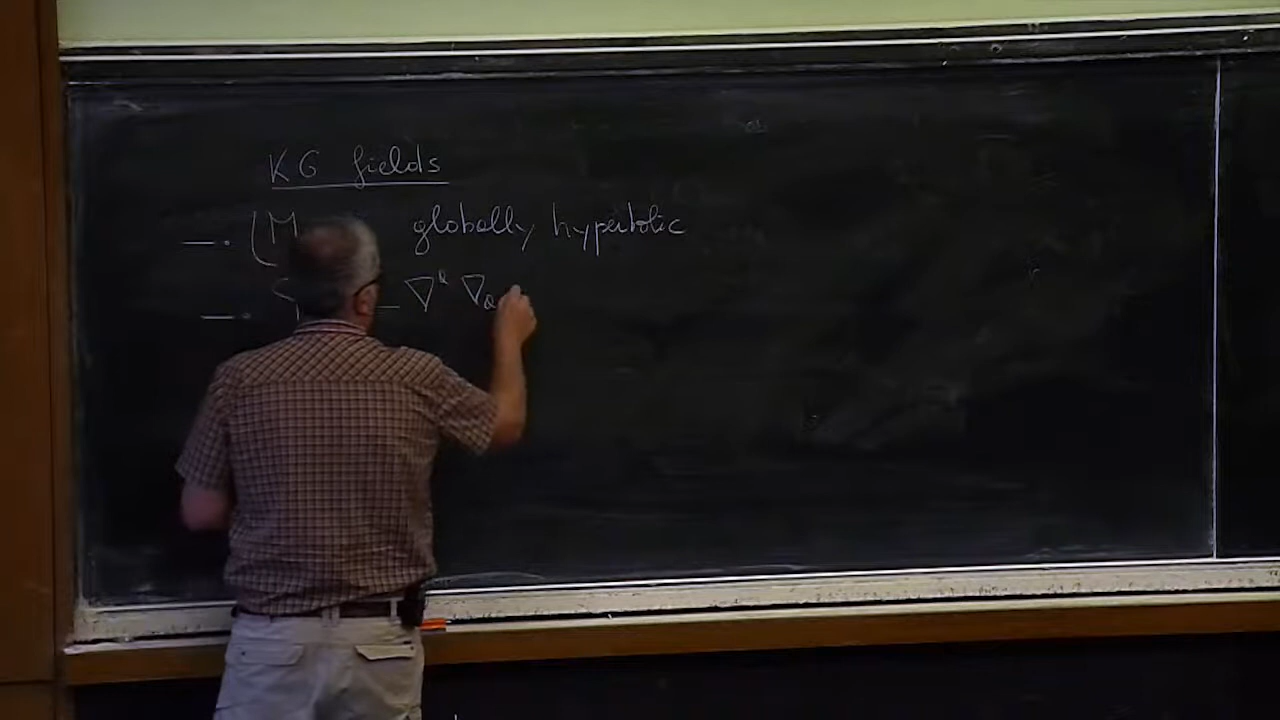 KG fields
—. (M globally hyperbolic
—. — ∇ᵃ ∇ₐ